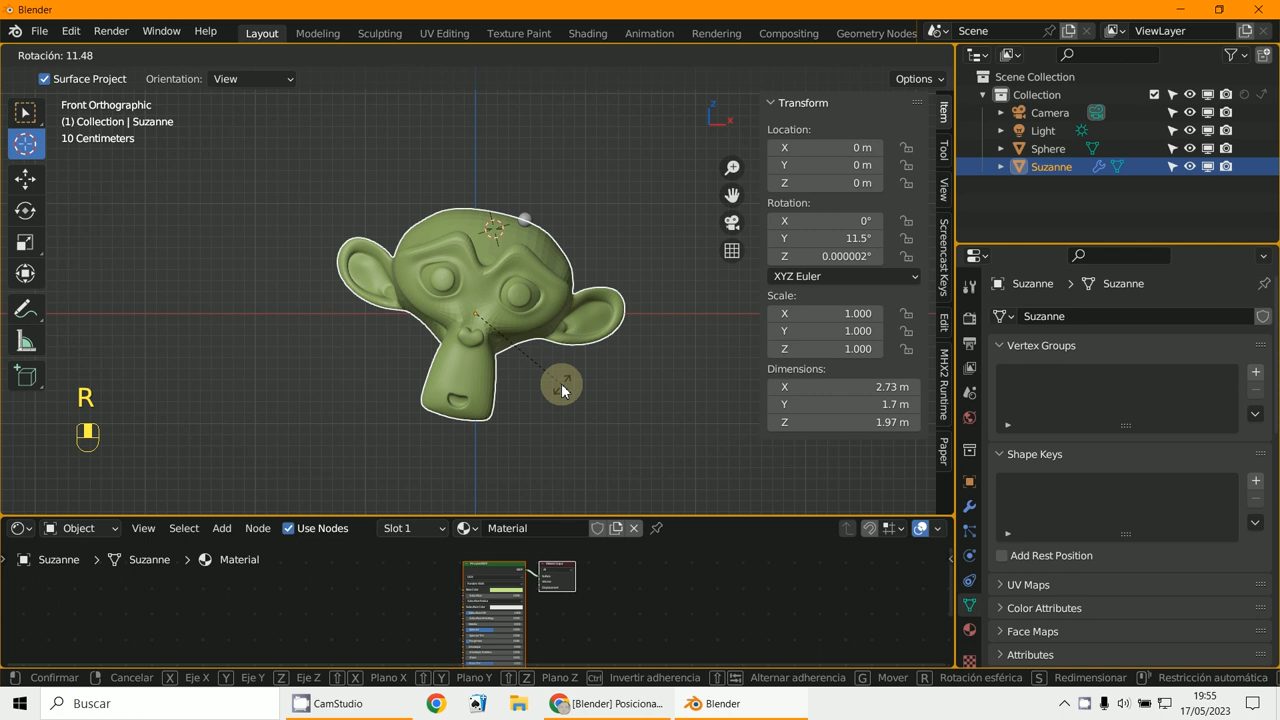 Blender
File Edit Render Window Help Layout Modeling Sculpting UV Editing Texture Paint Shading Animation Rendering Compositing Geometry Nodes Scene ViewLayer
Rotación: 11.48
Surface Project Orientation: View Options
Front Orthographic
(1) Collection | Suzanne
10 Centimeters
Z
X
R
Transform
Location:
X 0 m
Y 0 m
Z 0 m
Rotation:
X 0°
Y 11.5°
Z 0.000002°
XYZ Euler
Scale:
X 1.000
Y 1.000
Z 1.000
Dimensions:
X 2.73 m
Y 1.7 m
Z 1.97 m
Item
Tool
View
Screencast Keys
Edit
MHX2 Runtime
Paper
Scene Collection
Collection
Camera
Light
Sphere
Suzanne
Suzanne Suzanne
Suzanne
Vertex Groups
Shape Keys
Add Rest Position
UV Maps
Color Attributes
Face Maps
Attributes
Object View Select Add Node Use Nodes Slot 1 Material
Suzanne Suzanne Material
Confirmar Cancelar X Eje X Y Eje Y Z Eje Z X Plano X Y Plano Y Z Plano Z Ctrl Invertir adherencia Alternar adherencia G Mover R Rotación esférica S Redimensionar Restricción automática
Buscar CamStudio [Blender] Posiciona... Blender
19:55
17/05/2023